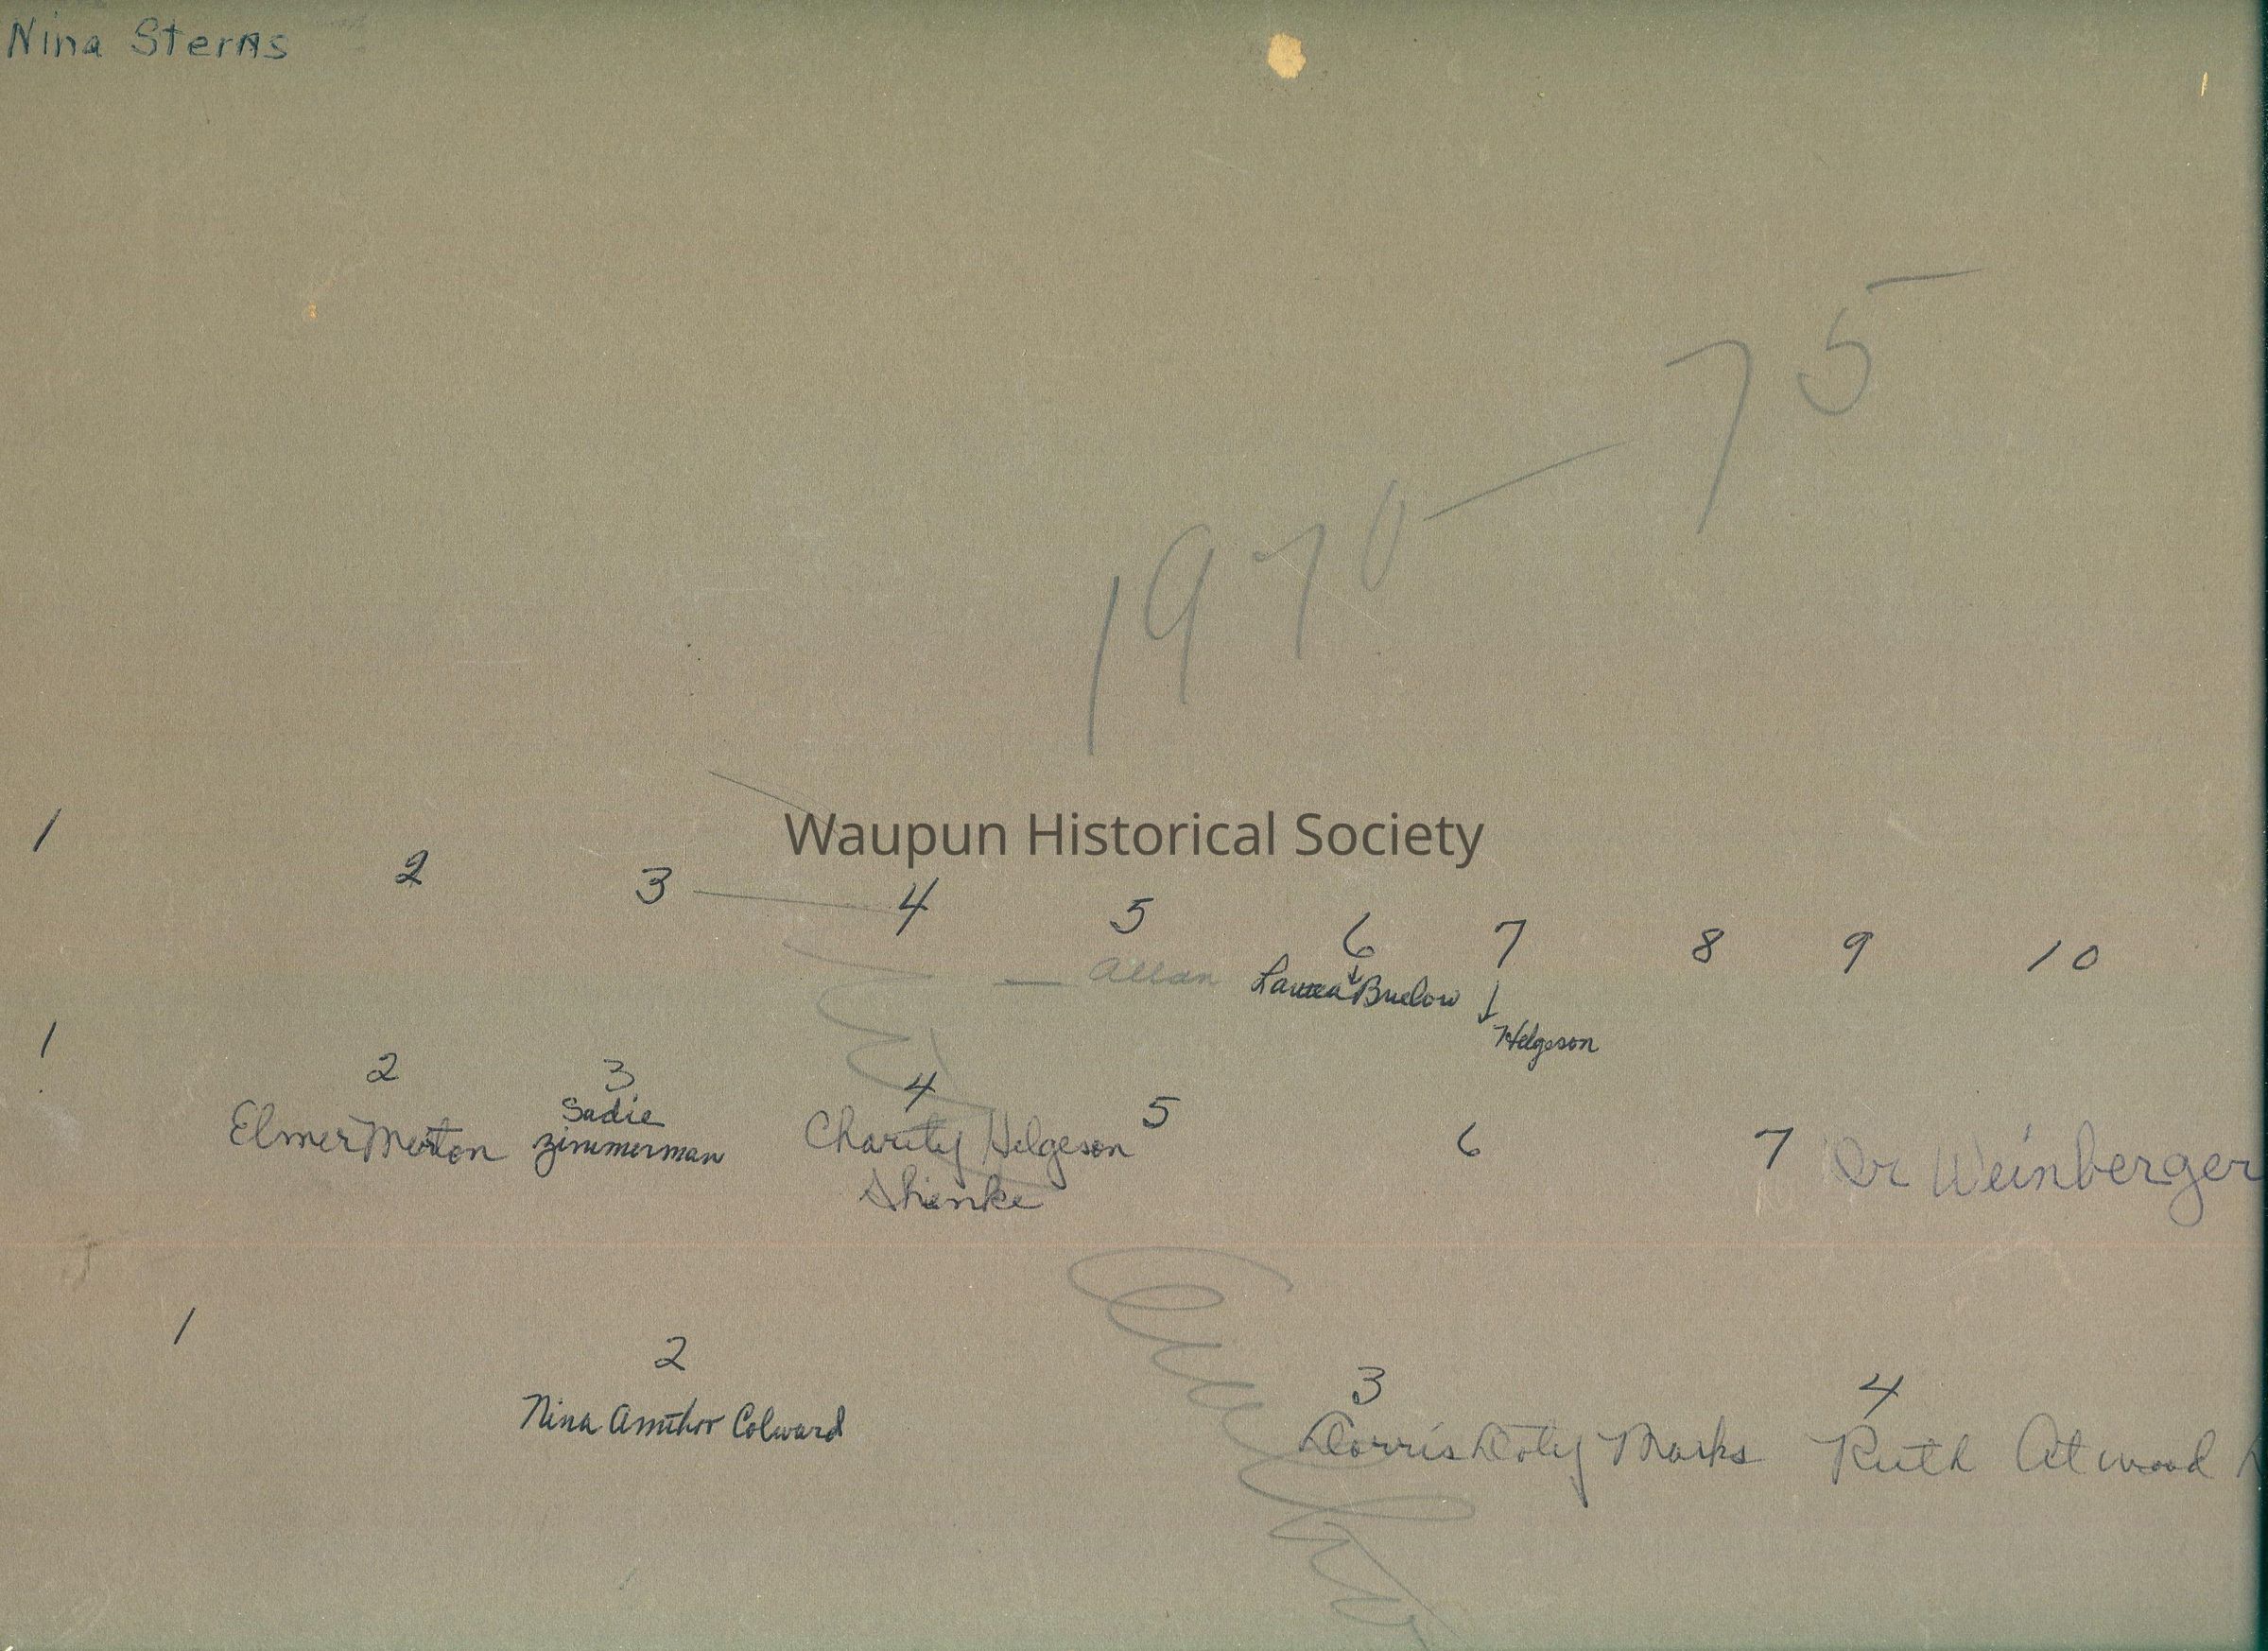 Nina Sterns
1970 — 75
Waupun Historical Society
1 2 3 — 4 5 6 7 8 9 10
— Allan Laura Buelow
Helgeson
1 2 3 4 5 6 7 Dr Weinberger
Elmer Merton Sadie Zimmerman Charity Helgeson
Shenke
1 2 3 4
Nina Amthor Colward Dorris Doty Marks Ruth Atwood